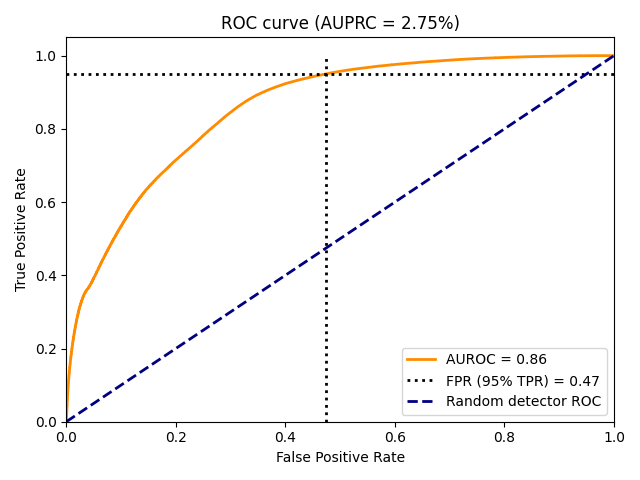 ROC curve (AUPRC = 2.75%)
True Positive Rate
1.0
0.8
0.6
0.4
0.2
0.0
AUROC = 0.86
FPR (95% TPR) = 0.47
Random detector ROC
0.0 0.2 0.4 0.6 0.8 1.0
False Positive Rate